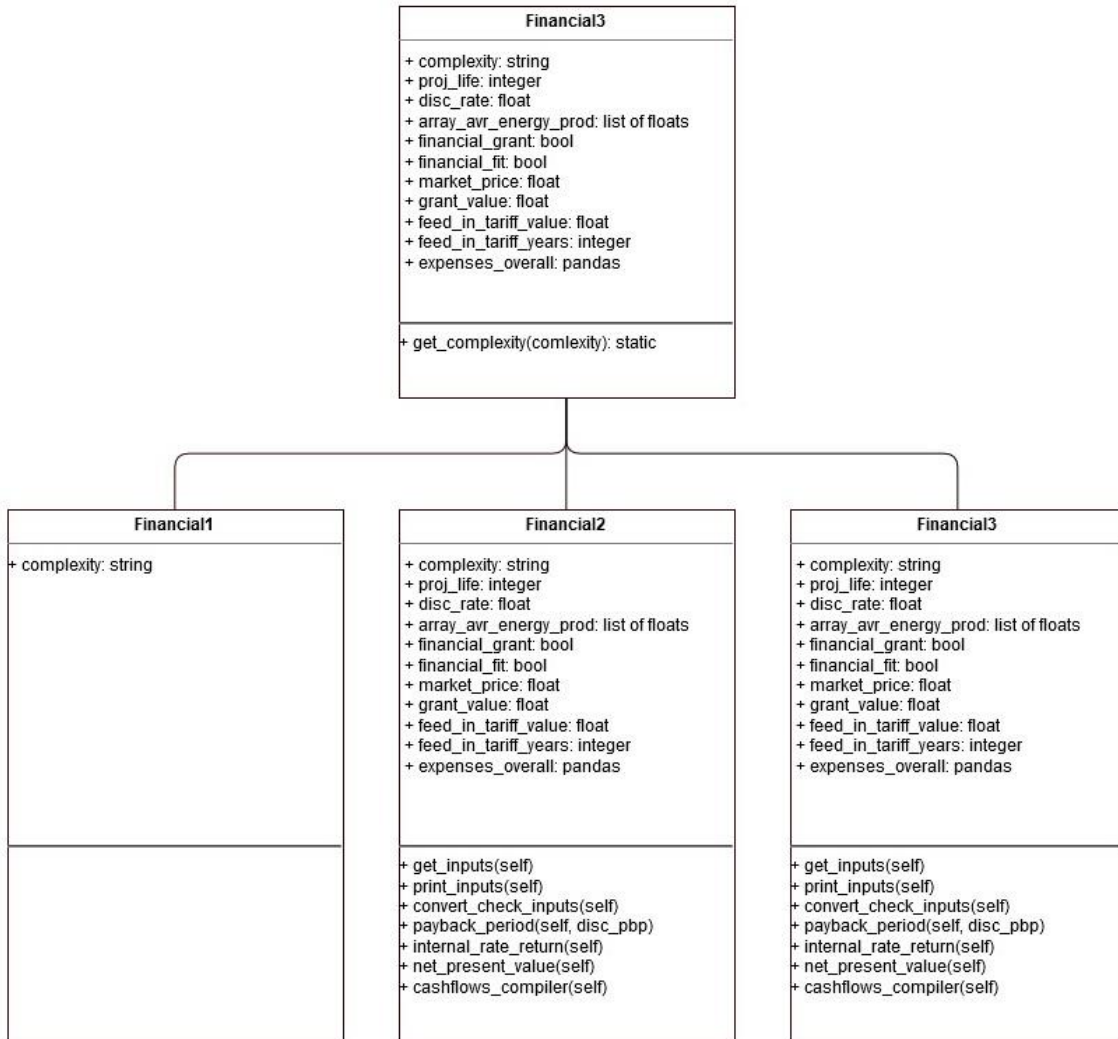 Financial3
+ complexity: string
+ proj_life: integer
+ disc_rate: float
+ array_avr_energy_prod: list of floats
+ financial_grant: bool
+ financial_fit: bool
+ market_price: float
+ grant_value: float
+ feed_in_tariff_value: float
+ feed_in_tariff_years: integer
+ expenses_overall: pandas
+ get_complexity(comlexity): static
Financial1
+ complexity: string
Financial2
+ complexity: string
+ proj_life: integer
+ disc_rate: float
+ array_avr_energy_prod: list of floats
+ financial_grant: bool
+ financial_fit: bool
+ market_price: float
+ grant_value: float
+ feed_in_tariff_value: float
+ feed_in_tariff_years: integer
+ expenses_overall: pandas
+ get_inputs(self)
+ print_inputs(self)
+ convert_check_inputs(self)
+ payback_period(self, disc_pbp)
+ internal_rate_return(self)
+ net_present_value(self)
+ cashflows_compiler(self)
Financial3
+ complexity: string
+ proj_life: integer
+ disc_rate: float
+ array_avr_energy_prod: list of floats
+ financial_grant: bool
+ financial_fit: bool
+ market_price: float
+ grant_value: float
+ feed_in_tariff_value: float
+ feed_in_tariff_years: integer
+ expenses_overall: pandas
+ get_inputs(self)
+ print_inputs(self)
+ convert_check_inputs(self)
+ payback_period(self, disc_pbp)
+ internal_rate_return(self)
+ net_present_value(self)
+ cashflows_compiler(self)